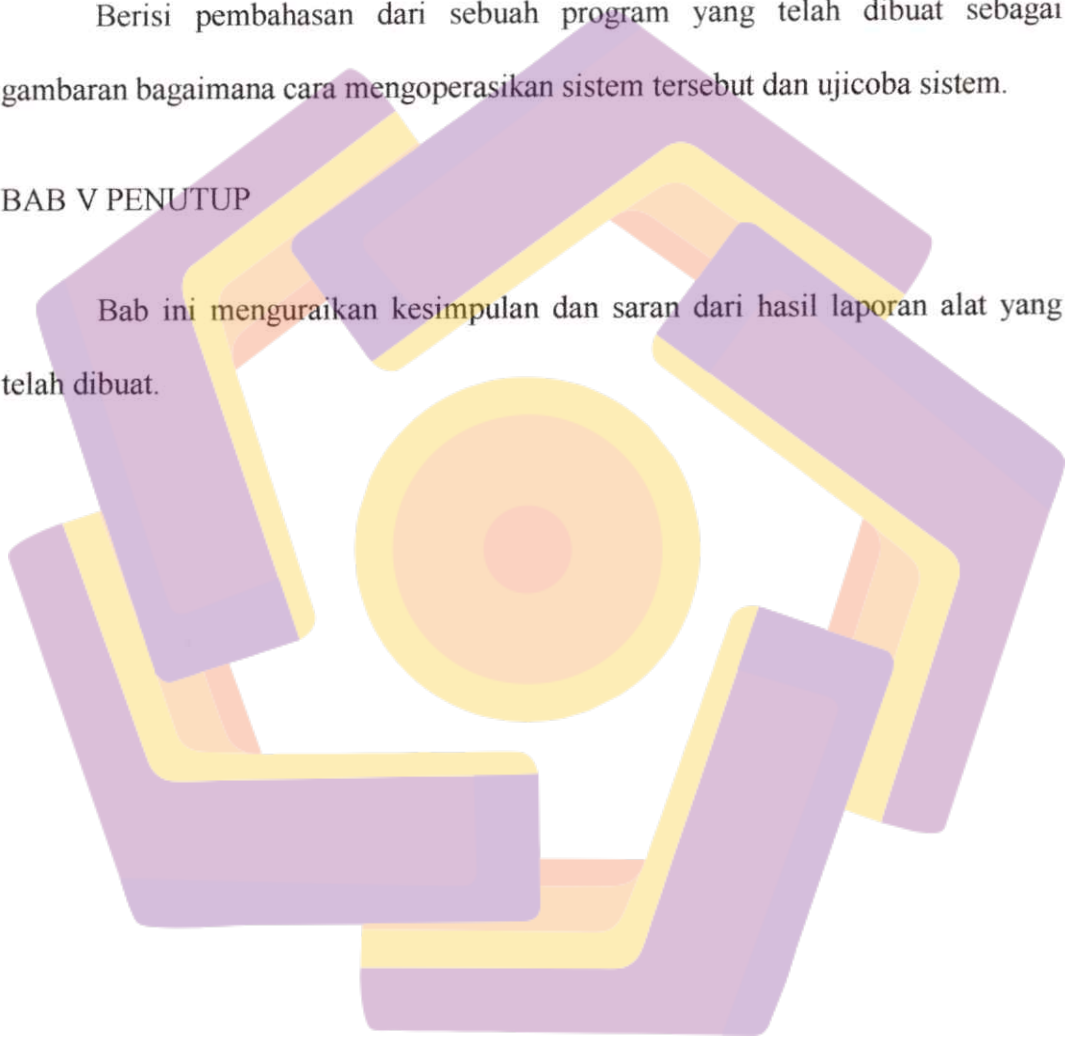 Berisi pembahasan dari sebuah program yang telah dibuat sebagai
gambaran bagaimana cara mengoperasikan sistem tersebut dan ujicoba sistem.
BAB V PENUTUP
Bab ini menguraikan kesimpulan dan saran dari hasil laporan alat yang
telah dibuat.